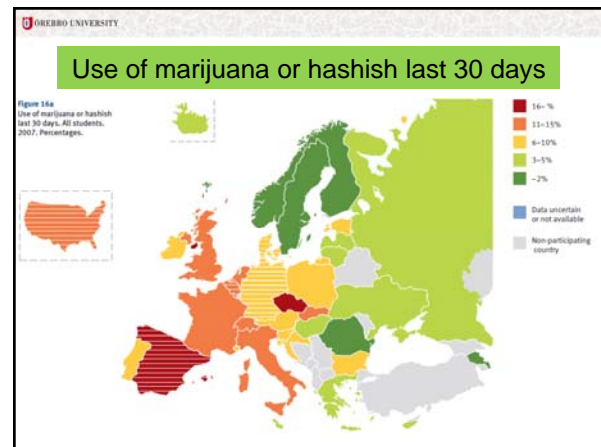 ÖREBRO UNIVERSITY
Use of marijuana or hashish last 30 days
Figure 16a
Use of marijuana or hashish
last 30 days. All students.
2007. Percentages.
16– %
11–15%
6–10%
3–5%
–2%
Data uncertain
or not available
Non-participating
country